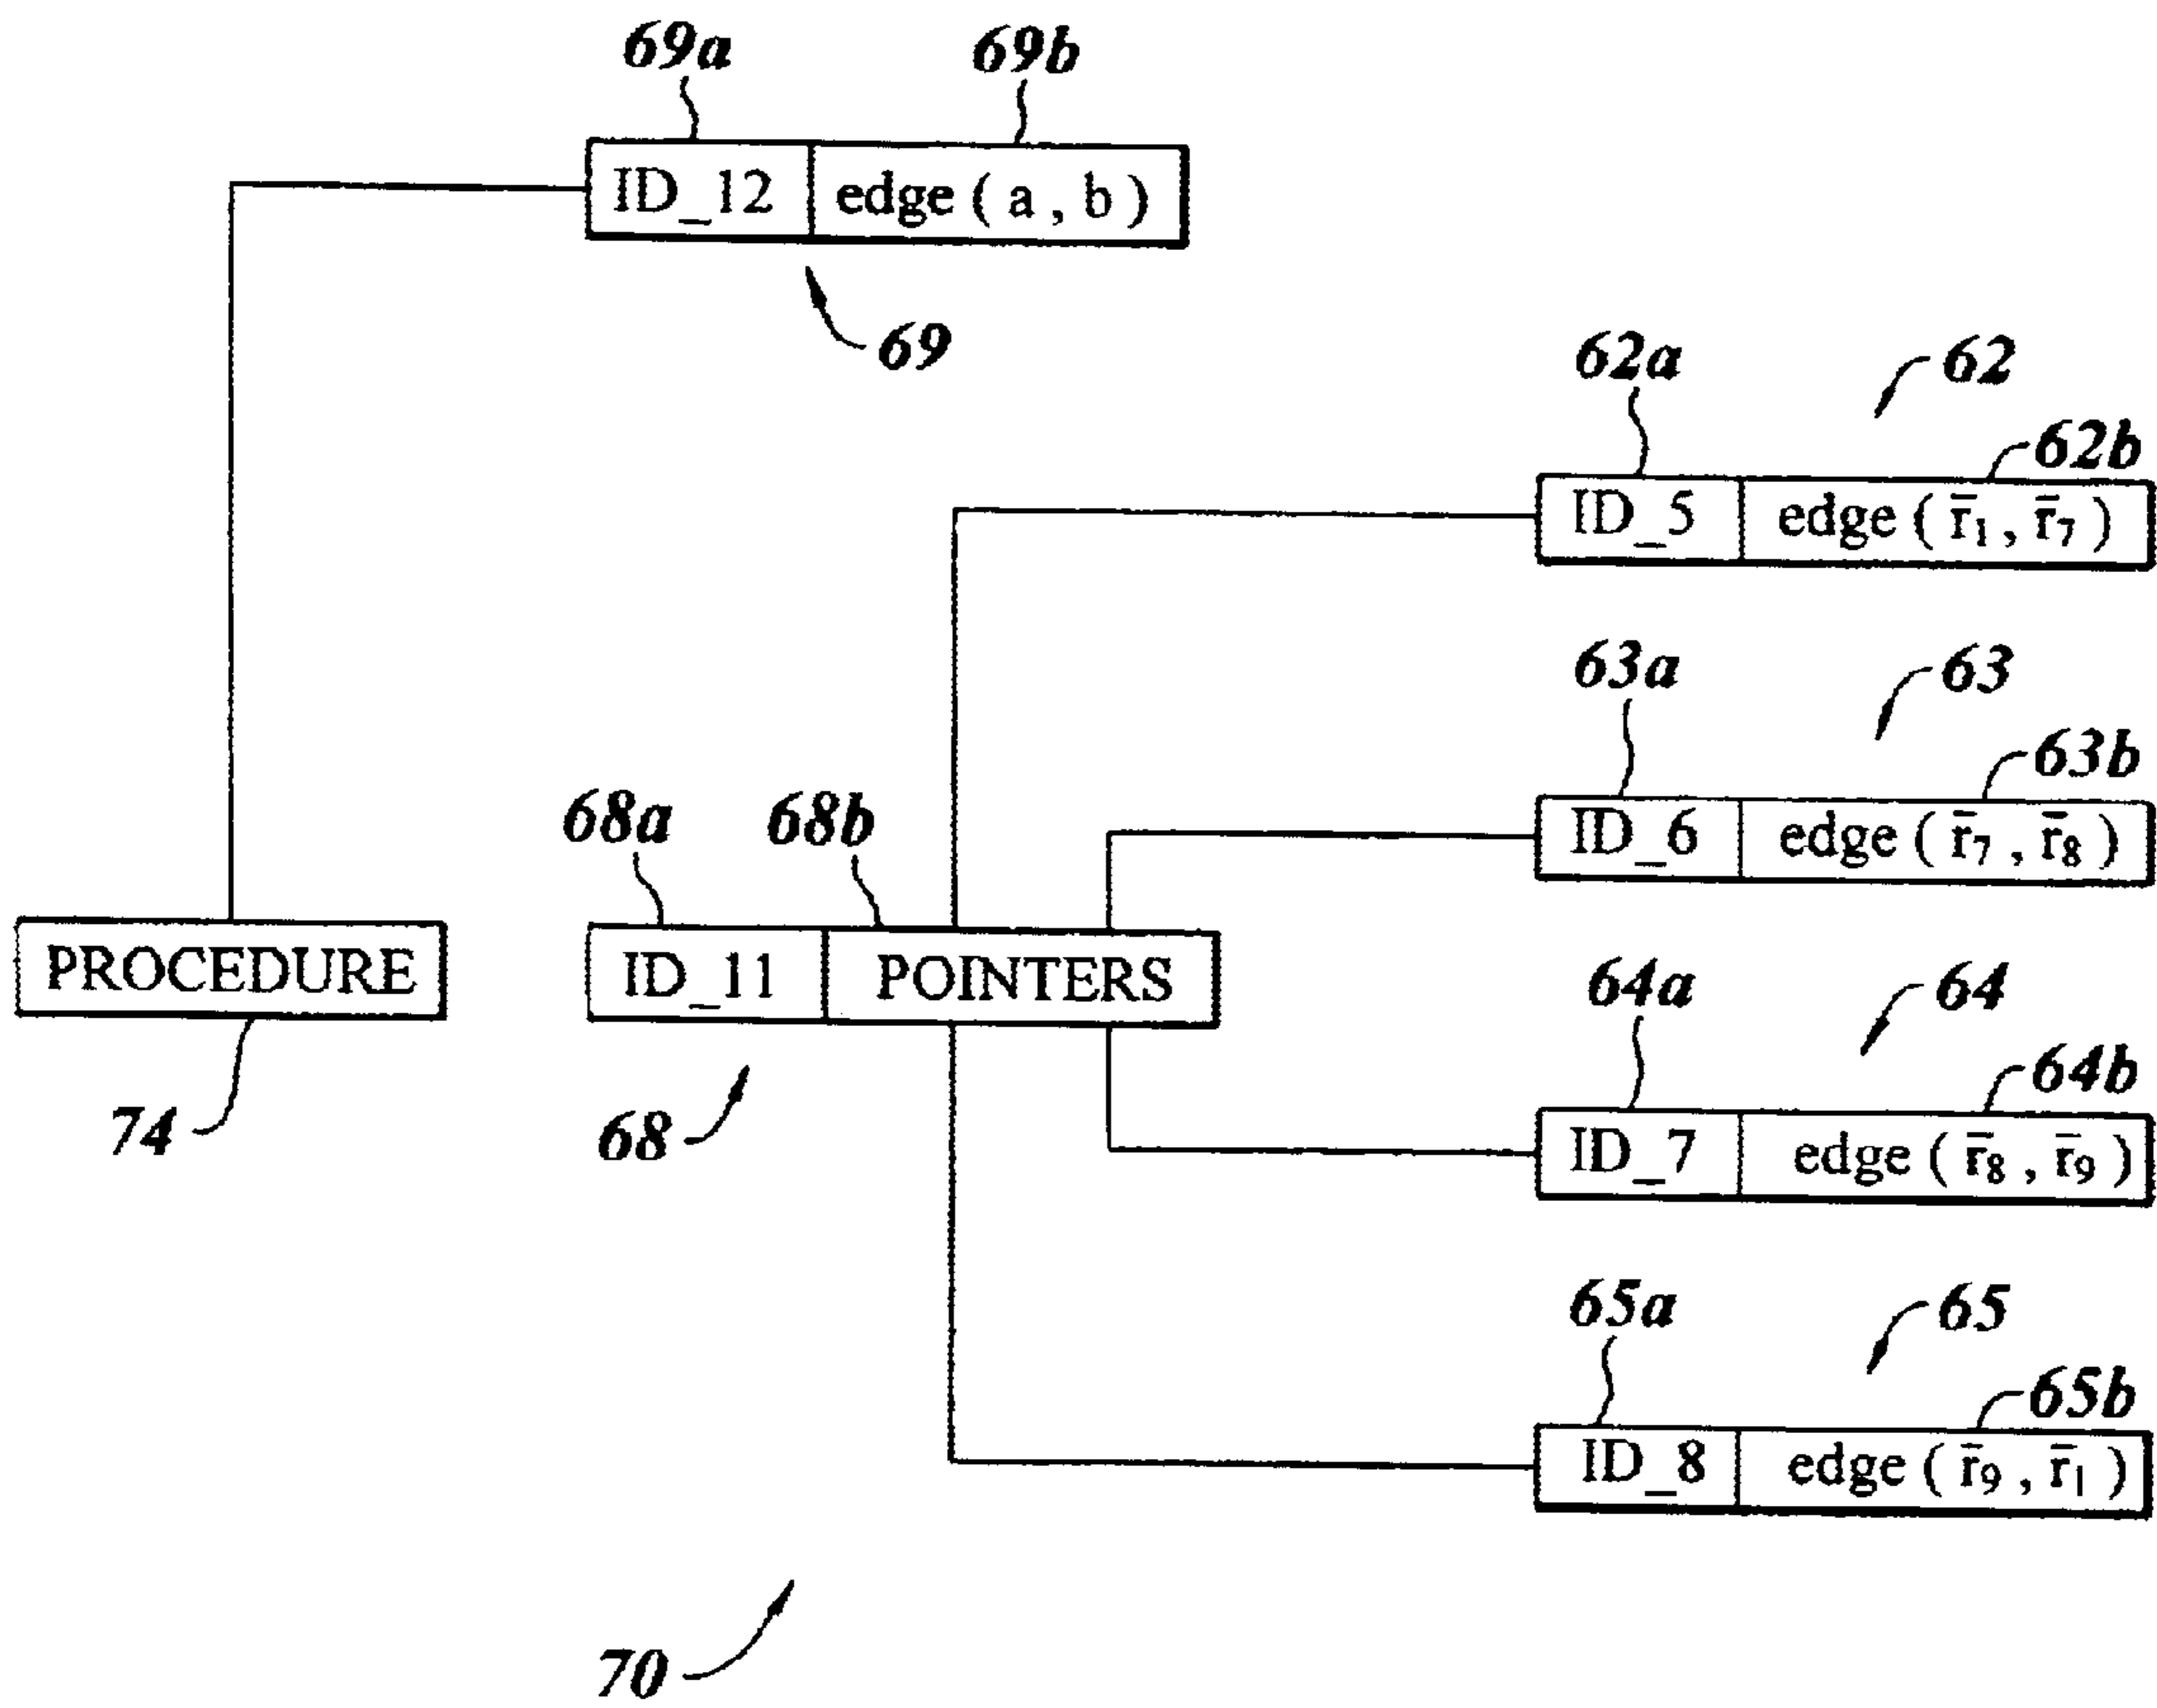 69a 69b
ID_12 edge ( a , b )
69
62a 62
62b
ID_5 edge ( r̄₁ , r̄₇ )
63a 63
63b
68a 68b
ID_6 edge ( r̄₇ , r̄₈ )
PROCEDURE ID_11 POINTERS
64a 64
64b
74 68
ID_7 edge ( r̄₈ , r̄₉ )
65a 65
65b
ID_8 edge ( r̄₉ , r̄₁ )
70